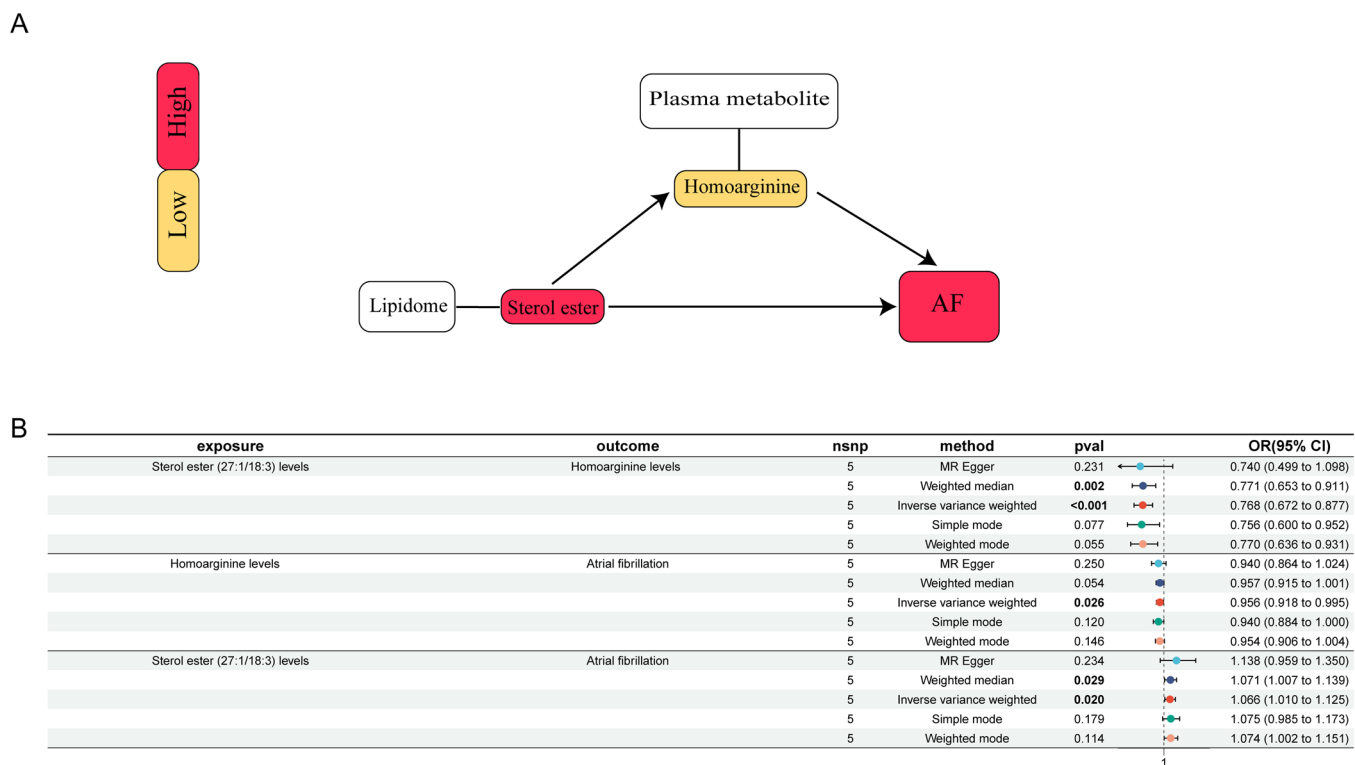 A
High
Low
Plasma metabolite
Homoarginine
Lipidome
Sterol ester
AF
B
exposure outcome nsnp method pval OR(95% CI)
Sterol ester (27:1/18:3) levels Homoarginine levels 5 MR Egger 0.231 0.740 (0.499 to 1.098)
5 Weighted median 0.002 0.771 (0.653 to 0.911)
5 Inverse variance weighted <0.001 0.768 (0.672 to 0.877)
5 Simple mode 0.077 0.756 (0.600 to 0.952)
5 Weighted mode 0.055 0.770 (0.636 to 0.931)
Homoarginine levels Atrial fibrillation 5 MR Egger 0.250 0.940 (0.864 to 1.024)
5 Weighted median 0.054 0.957 (0.915 to 1.001)
5 Inverse variance weighted 0.026 0.956 (0.918 to 0.995)
5 Simple mode 0.120 0.940 (0.884 to 1.000)
5 Weighted mode 0.146 0.954 (0.906 to 1.004)
Sterol ester (27:1/18:3) levels Atrial fibrillation 5 MR Egger 0.234 1.138 (0.959 to 1.350)
5 Weighted median 0.029 1.071 (1.007 to 1.139)
5 Inverse variance weighted 0.020 1.066 (1.010 to 1.125)
5 Simple mode 0.179 1.075 (0.985 to 1.173)
5 Weighted mode 0.114 1.074 (1.002 to 1.151)
1